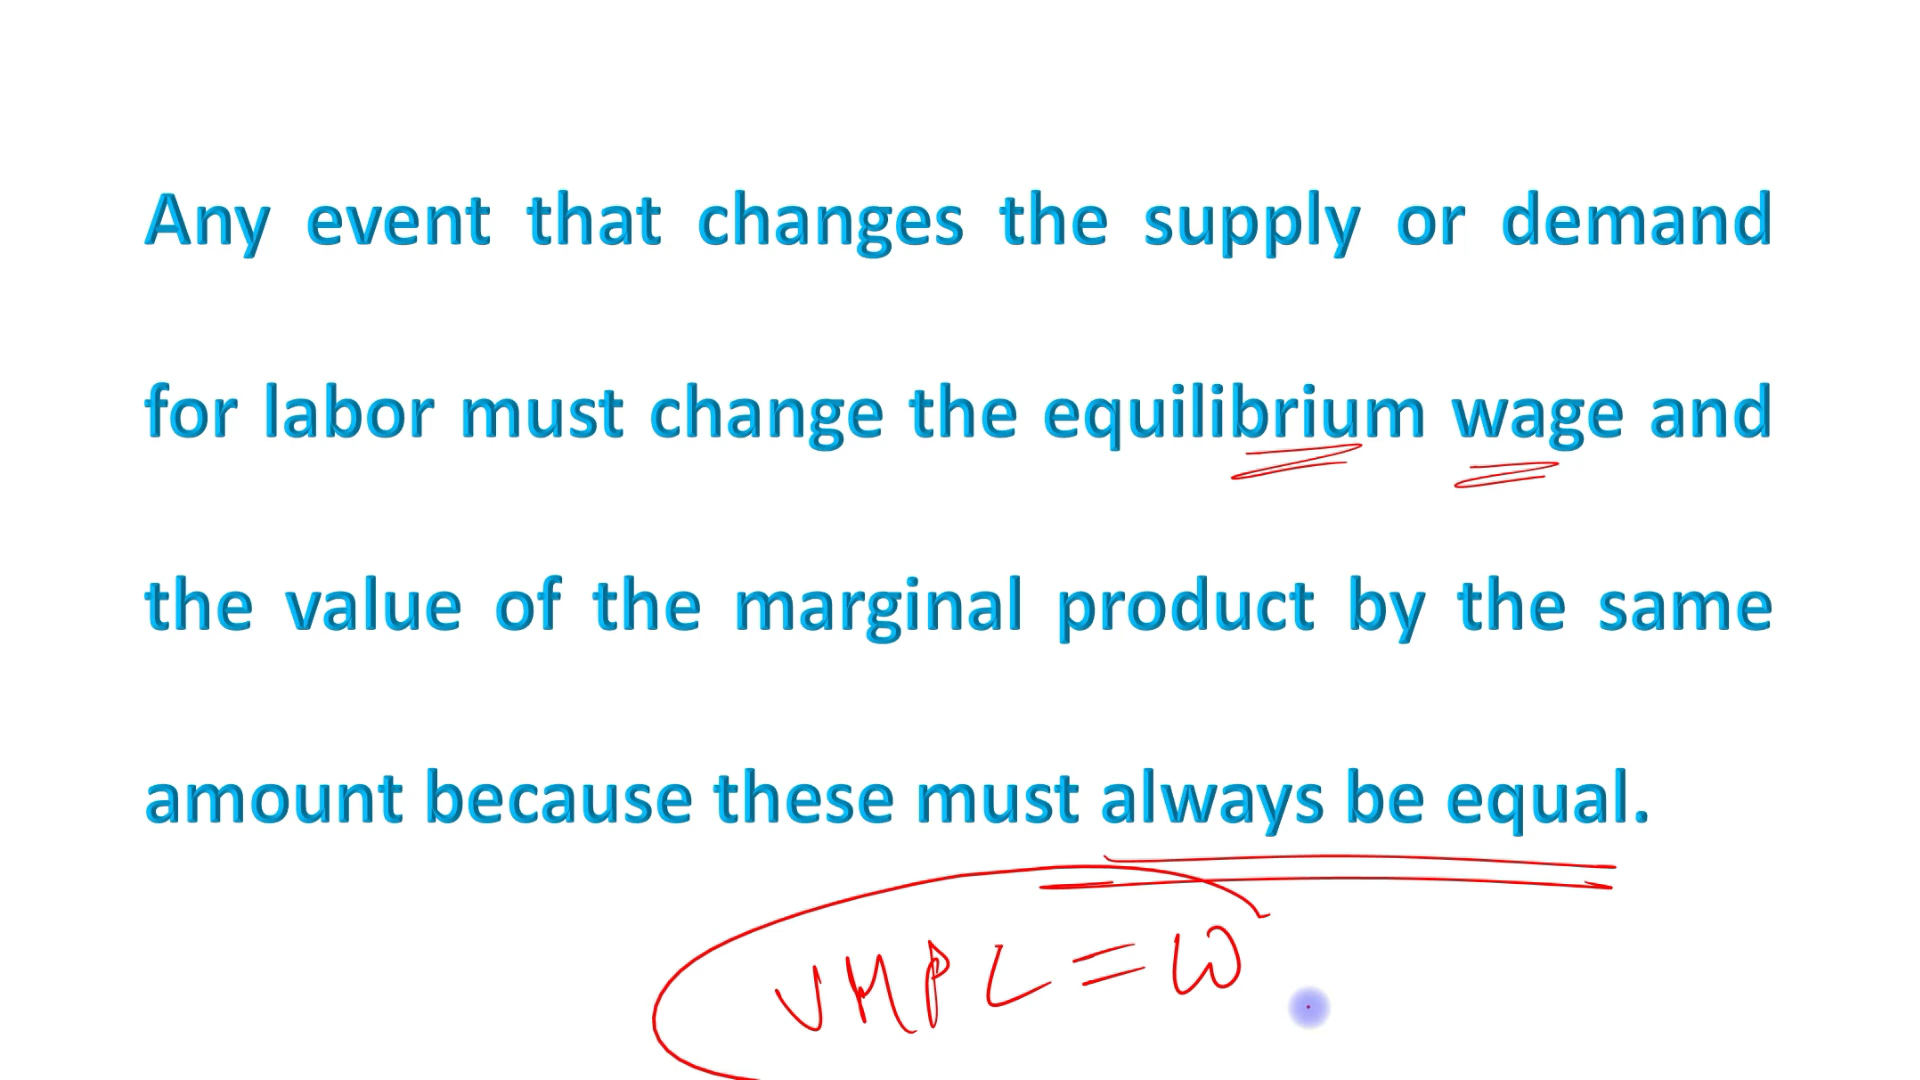 Any event that changes the supply or demand
for labor must change the equilibrium wage and
the value of the marginal product by the same
amount because these must always be equal.
VMPL=W